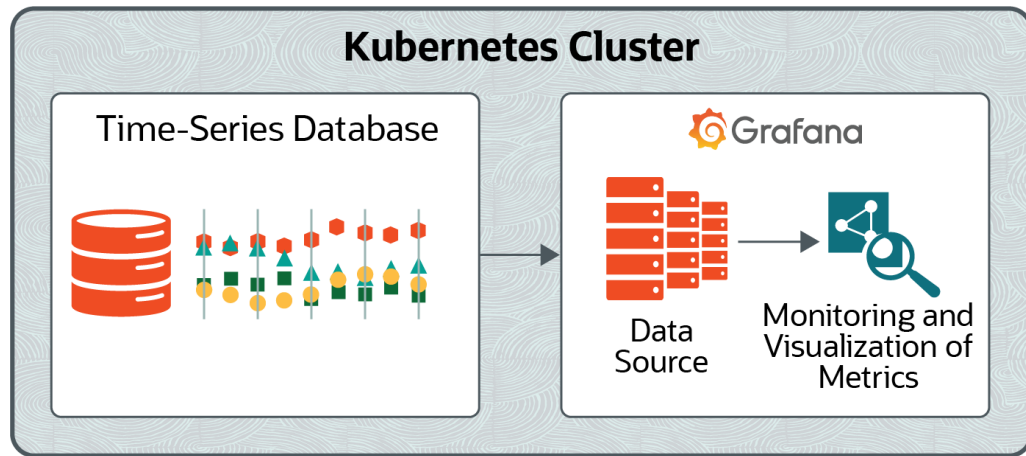 Kubernetes Cluster
Time-Series Database
Grafana
Data
Source
Monitoring and
Visualization of
Metrics